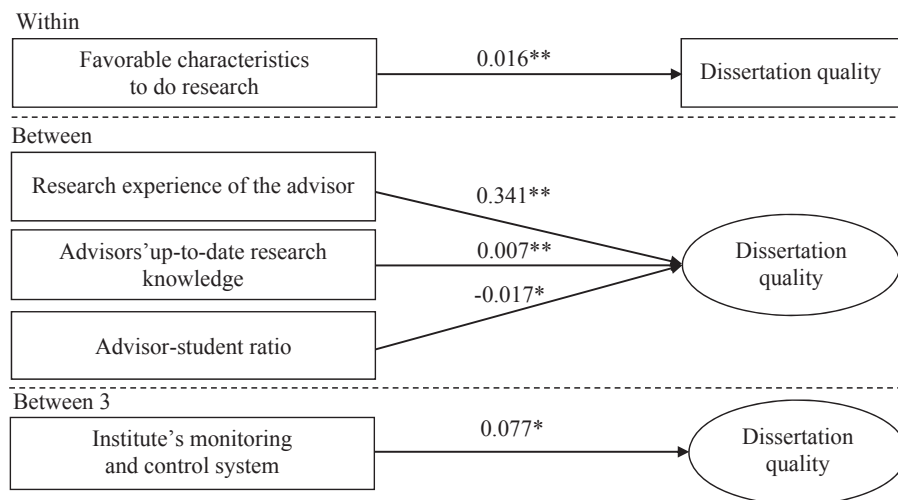 Within
Favorable characteristics
to do research
0.016**
Dissertation quality
Between
Research experience of the advisor
0.341**
Advisors'up-to-date research
knowledge
0.007**
Dissertation
quality
-0.017*
Advisor-student ratio
Between 3
Institute's monitoring
and control system
0.077*
Dissertation
quality